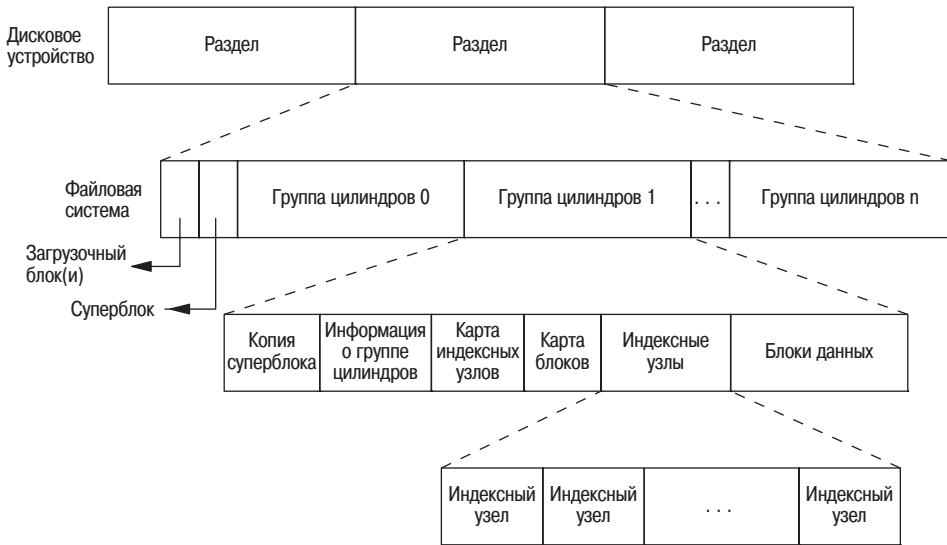 Дисковое
устройство
Раздел
Раздел
Раздел
Файловая
система
Группа цилиндров 0
Группа цилиндров 1
. . .
Группа цилиндров n
Загрузочный
блок(и)
Суперблок
Копия
суперблока
Информация
о группе
цилиндров
Карта
индексных
узлов
Карта
блоков
Индексные
узлы
Блоки данных
Индексный
узел
Индексный
узел
. . .
Индексный
узел